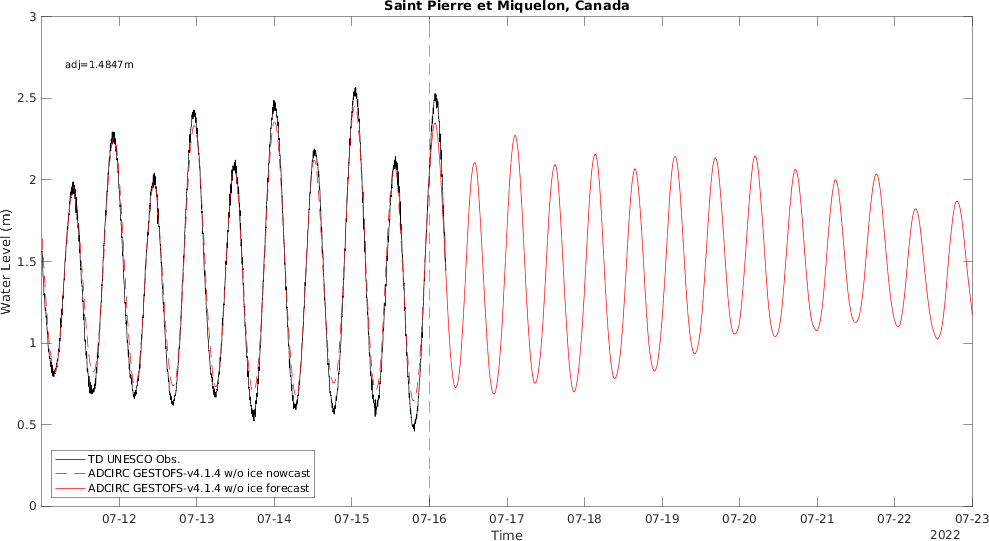 Saint Pierre et Miquelon, Canada
3
adj=1.4847m
2.5
2
1.5
1
0.5
0
Water Level (m)
TD UNESCO Obs.
ADCIRC GESTOFS-v4.1.4 w/o ice nowcast
ADCIRC GESTOFS-v4.1.4 w/o ice forecast
07-12 07-13 07-14 07-15 07-16 07-17 07-18 07-19 07-20 07-21 07-22 07-23
Time
2022